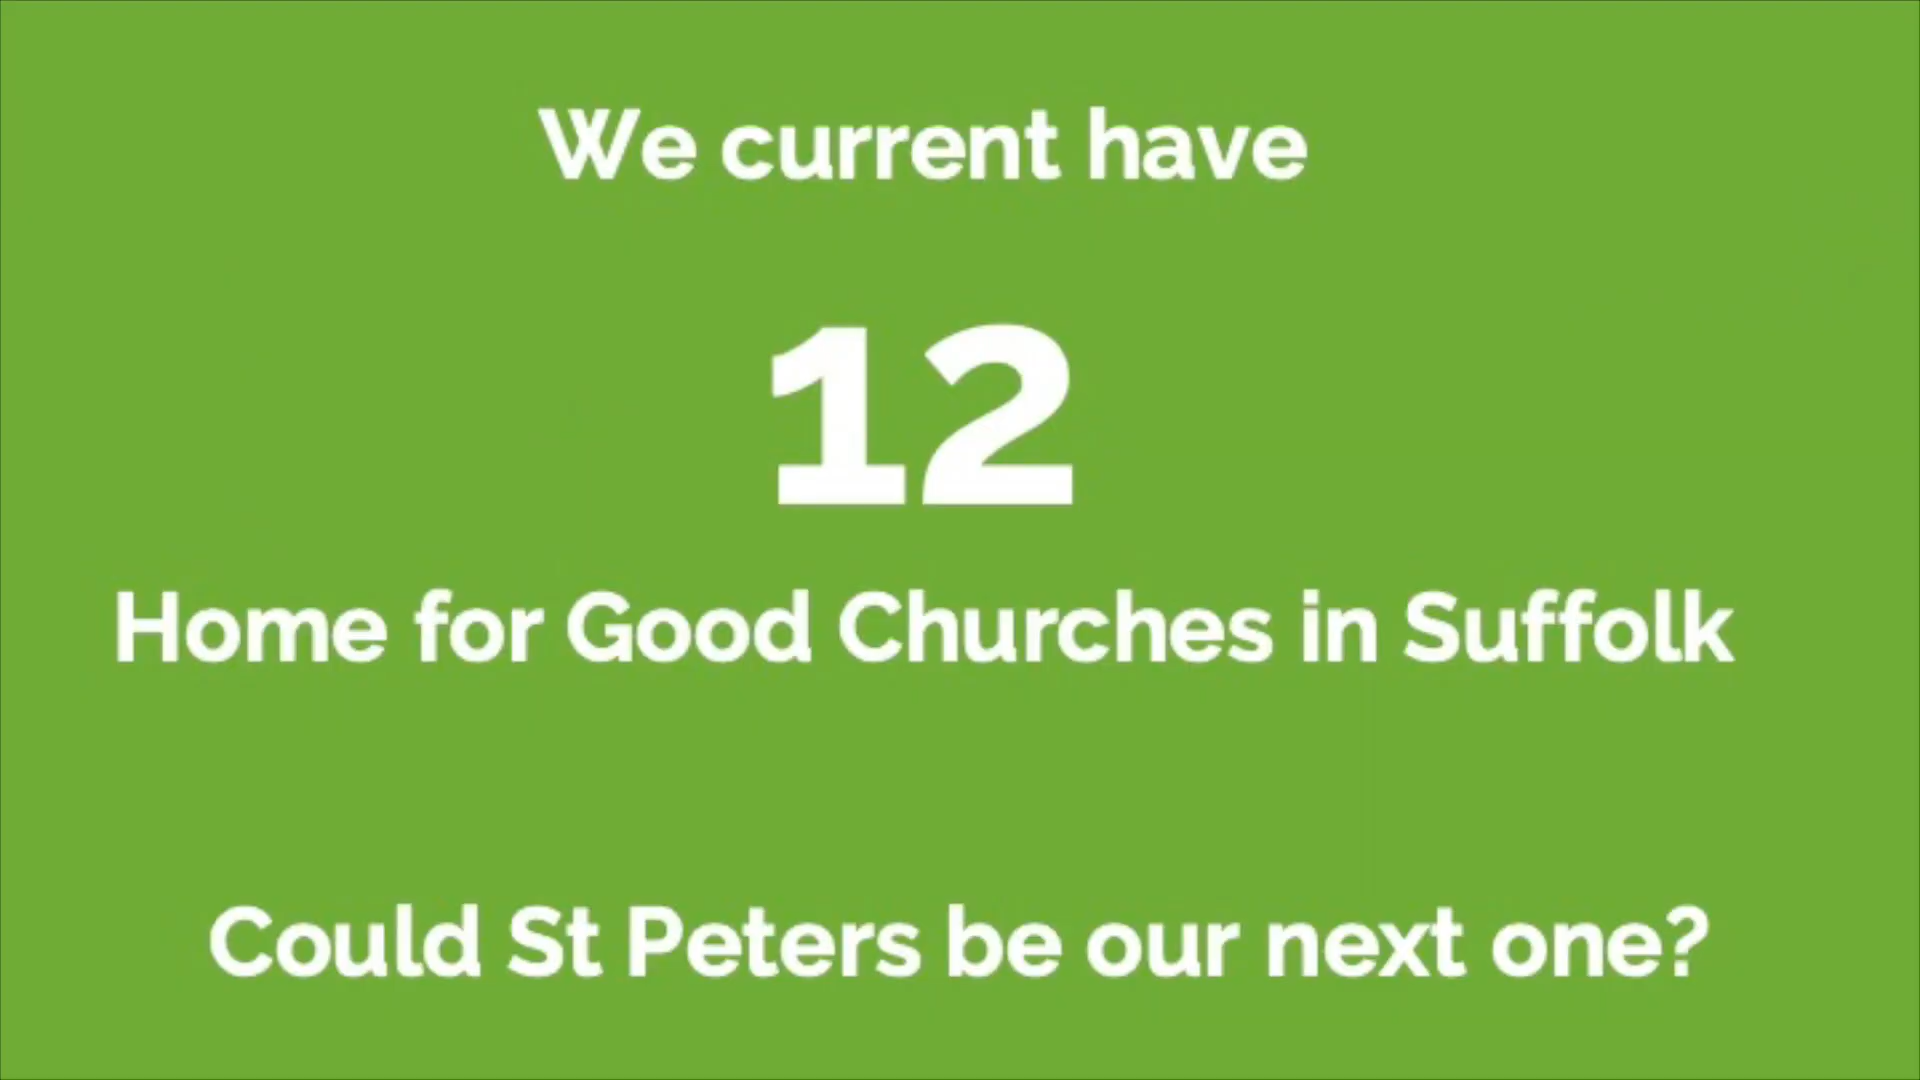 We current have
12
Home for Good Churches in Suffolk
Could St Peters be our next one?